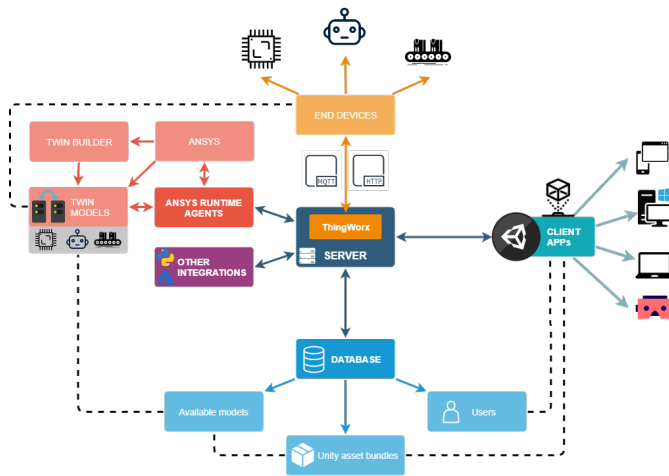 END DEVICES
TWIN BUILDER
ANSYS
MQTT
HTTP
TWIN
MODELS
ANSYS RUNTIME
AGENTS
ThingWorx
SERVER
CLIENT
APPs
OTHER
INTEGRATIONS
DATABASE
Available models
Users
Unity asset bundles